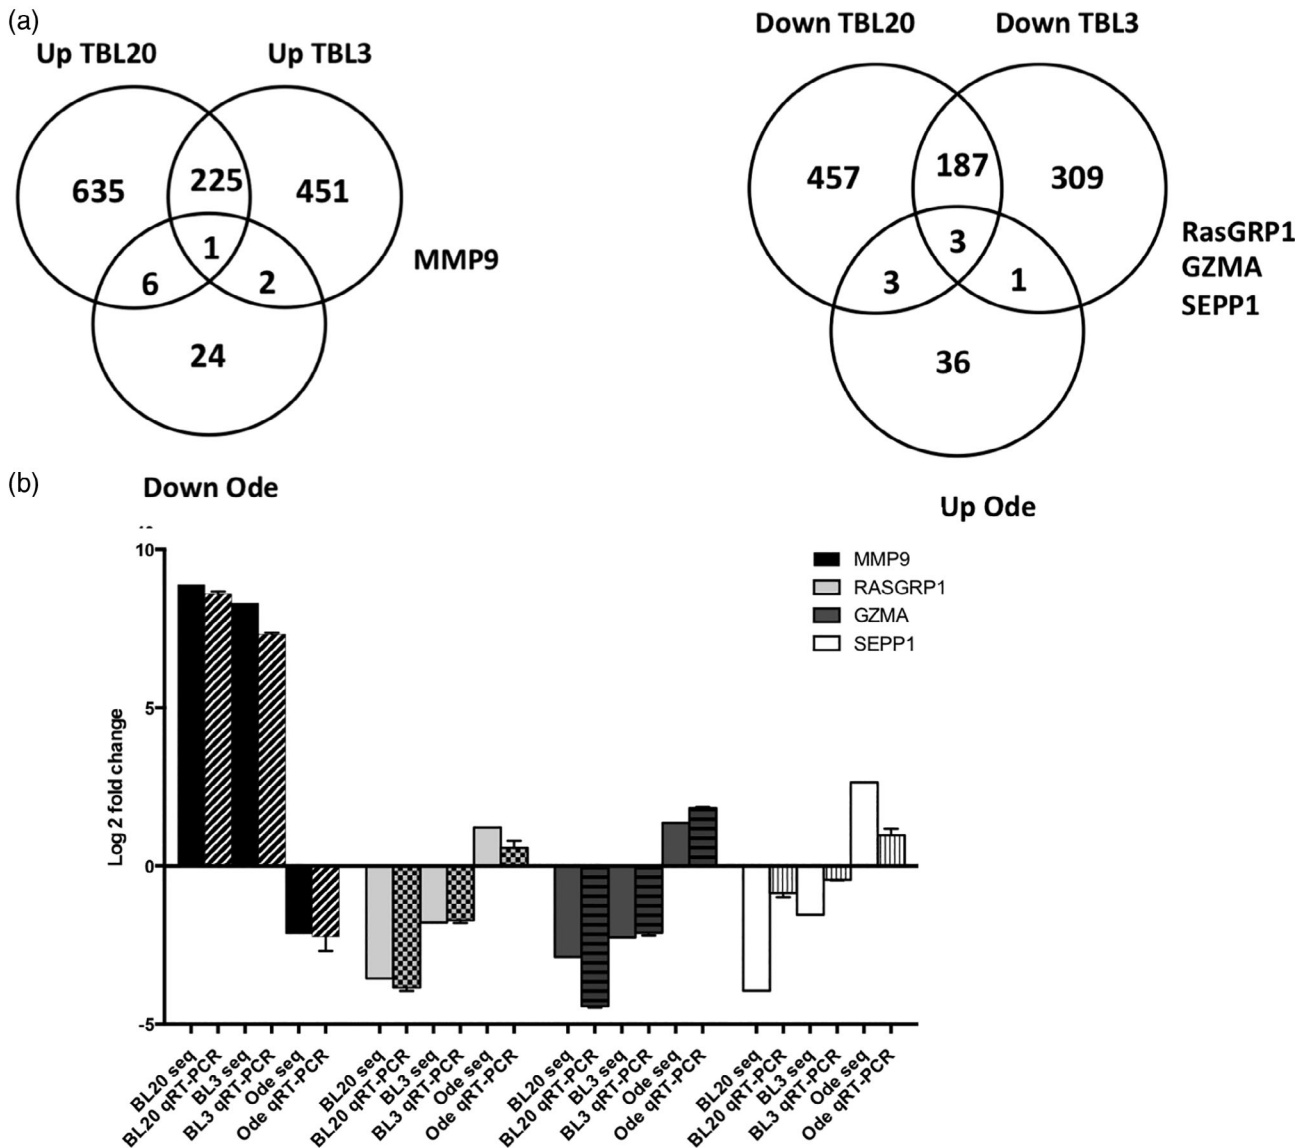 (a)
Up TBL20
Up TBL3
635
225
451
1
6
2
24
MMP9
Down Ode
Down TBL20
Down TBL3
457
187
309
3
3
1
36
RasGRP1
GZMA
SEPP1
Up Ode
(b)
10
5
0
-5
Log 2 fold change
MMP9
RASGRP1
GZMA
SEPP1
BL20 seq
BL20 qRT-PCR
BL3 seq
BL3 qRT-PCR
Ode seq
Ode qRT-PCR
BL20 seq
BL20 qRT-PCR
BL3 seq
BL3 qRT-PCR
Ode seq
Ode qRT-PCR
BL20 seq
BL20 qRT-PCR
BL3 seq
BL3 qRT-PCR
Ode seq
Ode qRT-PCR
BL20 seq
BL20 qRT-PCR
BL3 seq
BL3 qRT-PCR
Ode seq
Ode qRT-PCR